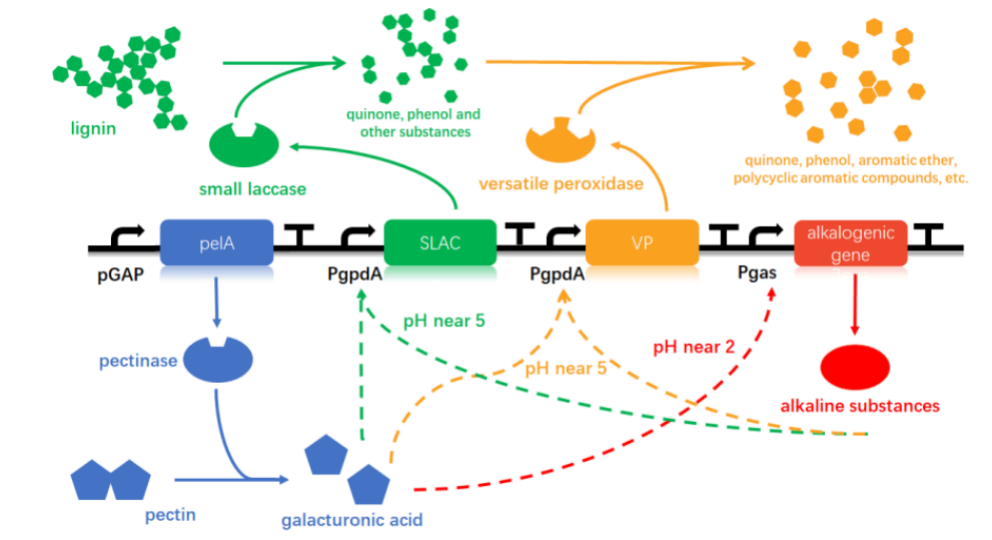 lignin
quinone, phenol and
other substances
quinone, phenol, aromatic ether,
polycyclic aromatic compounds, etc.
small laccase
versatile peroxidase
pelA
SLAC
VP
alkalogenic
gene
pGAP
PgpdA
PgpdA
Pgas
pH near 5
pH near 2
pH near 5
pectinase
alkaline substances
pectin
galacturonic acid